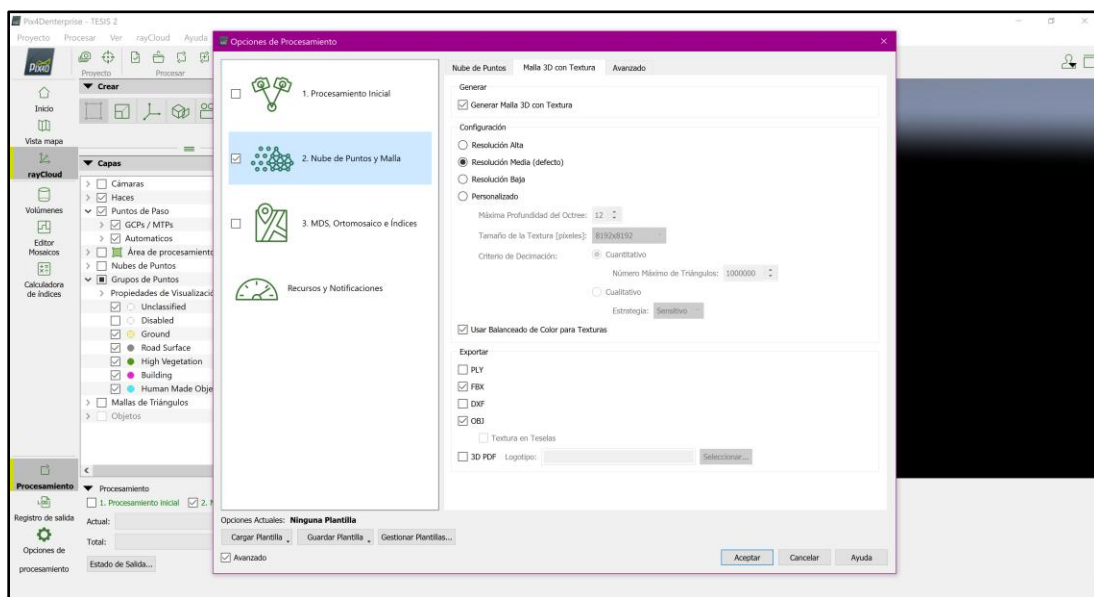 Pix4Denterprise - TESIS 2
Proyecto Procesar Ver rayCloud Ayuda
PIX4D
Proyecto Procesar
Inicio
Vista mapa
rayCloud
Volúmenes
Editor
Mosaicos
Calculadora
de índices
Crear
Capas
Cámaras
Haces
Puntos de Paso
GCPs / MTPs
Automaticos
Área de procesamiento
Nubes de Puntos
Grupos de Puntos
Propiedades de Visualizació
Unclassified
Disabled
Ground
Road Surface
High Vegetation
Building
Human Made Obje
Mallas de Triángulos
Objetos
Procesamiento
Registro de salida
Opciones de
procesamiento
Procesamiento
1. Procesamiento inicial 2. N
Actual:
Total:
Estado de Salida...
Opciones de Procesamiento
1. Procesamiento Inicial
2. Nube de Puntos y Malla
3. MDS, Ortomosaico e Índices
Recursos y Notificaciones
Nube de Puntos Malla 3D con Textura Avanzado
Generar
Generar Malla 3D con Textura
Configuración
Resolución Alta
Resolución Media (defecto)
Resolución Baja
Personalizado
Máxima Profundidad del Octree: 12
Tamaño de la Textura [píxeles]: 8192x8192
Criterio de Decimación: Cuantitativo
Número Máximo de Triángulos: 1000000
Cualitativo
Estrategia: Sensitivo
Usar Balanceado de Color para Texturas
Exportar
PLY
FBX
DXF
OBJ
Textura en Teselas
3D PDF Logotipo: Seleccionar...
Opciones Actuales: Ninguna Plantilla
Cargar Plantilla Guardar Plantilla Gestionar Plantillas...
Avanzado
Aceptar Cancelar Ayuda